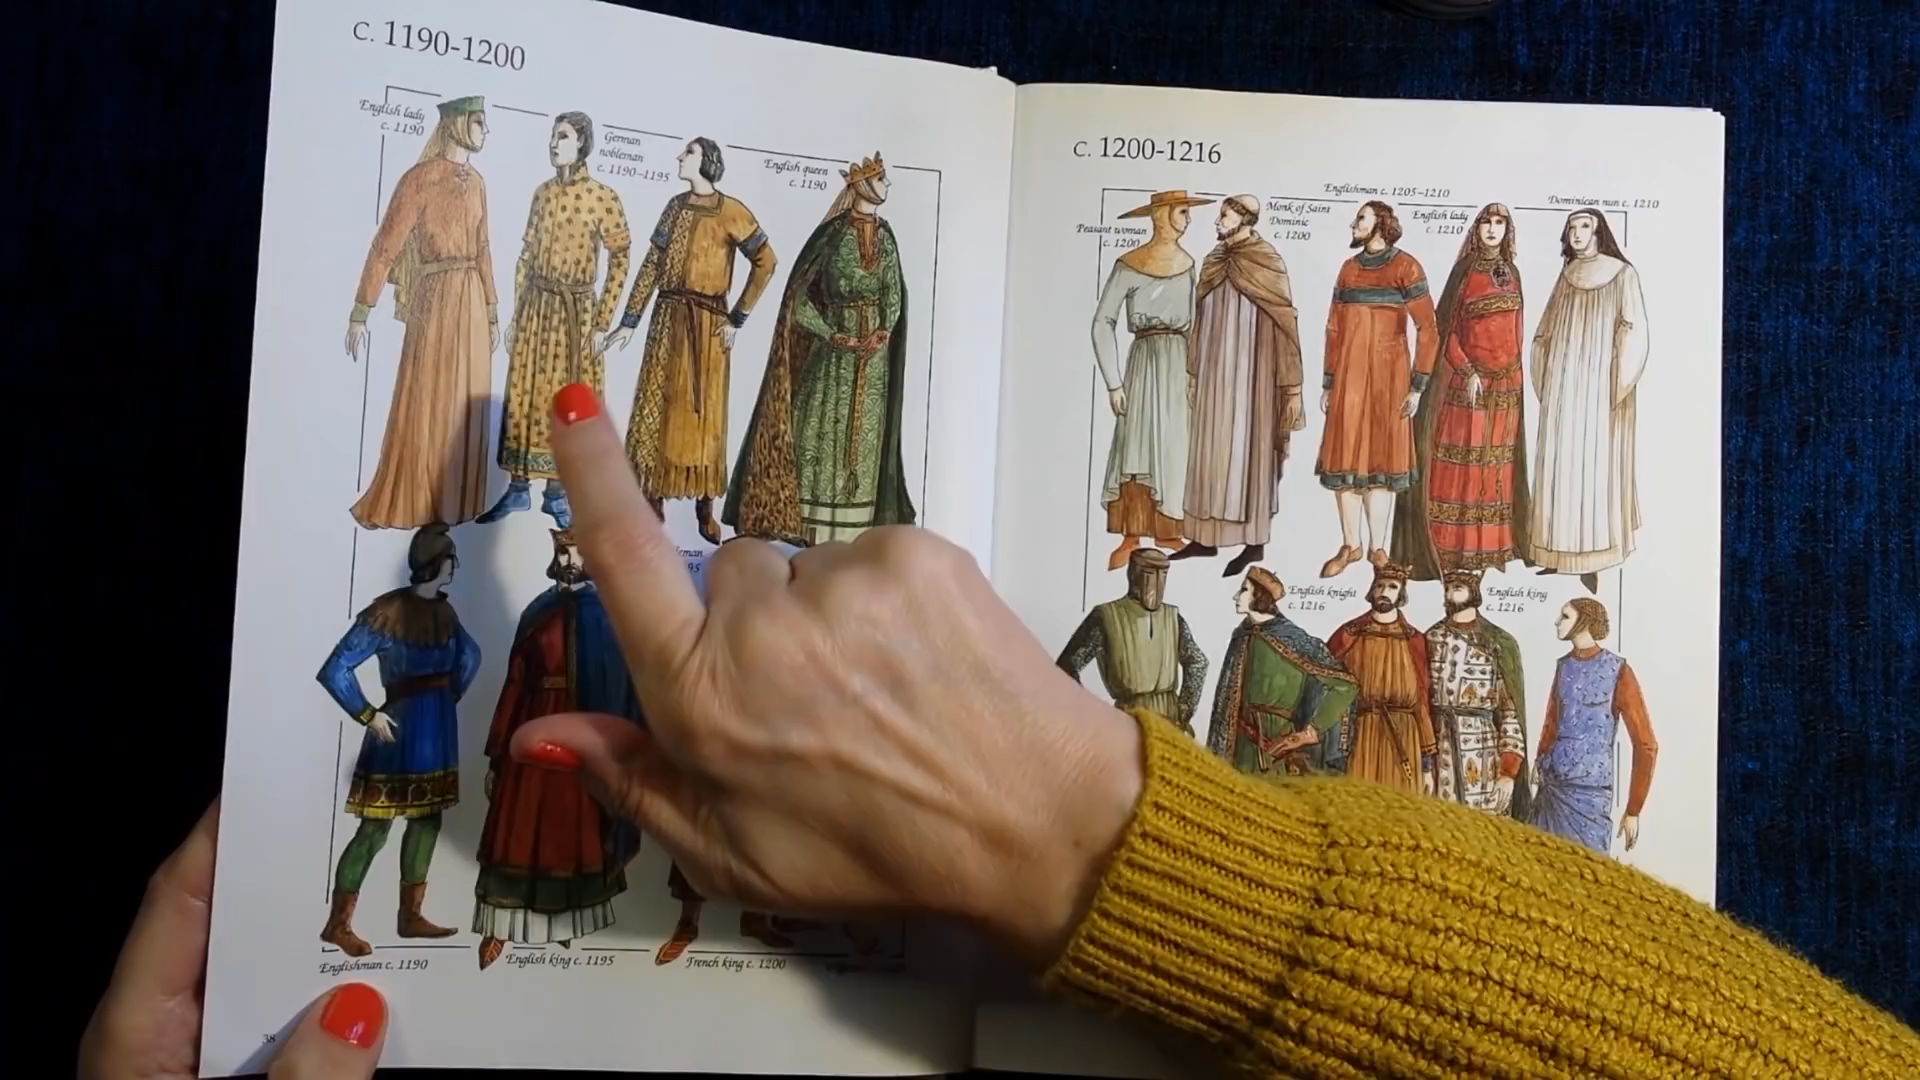 c. 1190-1200
English lady
c. 1190
German
nobleman
c. 1190–1195
English queen
c. 1190
95
Englishman c. 1190
English king c. 1195
French king c. 1200
38
c. 1200-1216
Peasant woman
c. 1200
Monk of Saint
Dominic
c. 1200
Englishman c. 1205–1210
English lady
c. 1210
Dominican nun c. 1210
English knight
c. 1216
English king
c. 1216